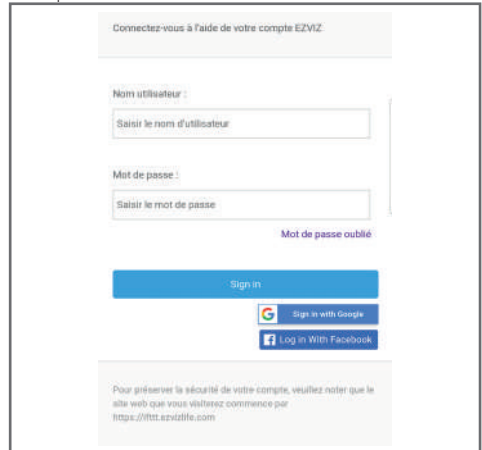 Connectez-vous à l'aide de votre compte EZVIZ
Nom utilisateur :
Saisir le nom d'utilisateur
Mot de passe :
Saisir le mot de passe
Mot de passe oublié
Sign in
Sign in with Google
Log in With Facebook
Pour préserver la sécurité de votre compte, veuillez noter que le
site web que vous visiterez commence par
https://ifttt.ezvizlife.com